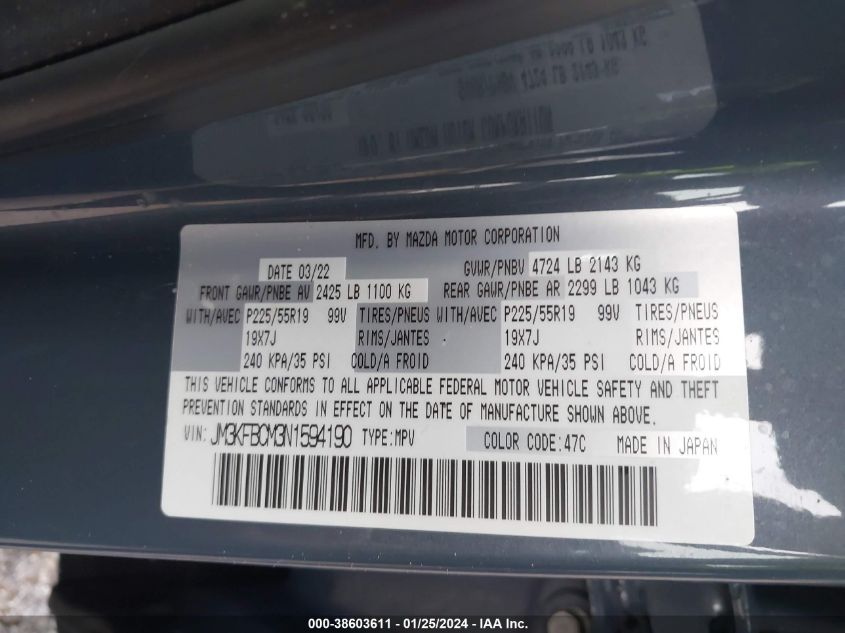 MFD. BY MAZDA MOTOR CORPORATION
DATE 03/22 GVWR/PNBV 4724 LB 2143 KG
FRONT GAWR/PNBE AV 2425 LB 1100 KG REAR GAWR/PNBE AR 2299 LB 1043 KG
WITH/AVEC P225/55R19 99V TIRES/PNEUS WITH/AVEC P225/55R19 99V TIRES/PNEUS
19X7J RIMS/JANTES 19X7J RIMS/JANTES
240 KPA/35 PSI COLD/A FROID 240 KPA/35 PSI COLD/A FROID
THIS VEHICLE CONFORMS TO ALL APPLICABLE FEDERAL MOTOR VEHICLE SAFETY AND THEFT
PREVENTION STANDARDS IN EFFECT ON THE DATE OF MANUFACTURE SHOWN ABOVE.
VIN: JM3KFBCM3N1594190 TYPE:MPV COLOR CODE:47C MADE IN JAPAN
000-38603611 - 01/25/2024 - IAA Inc.